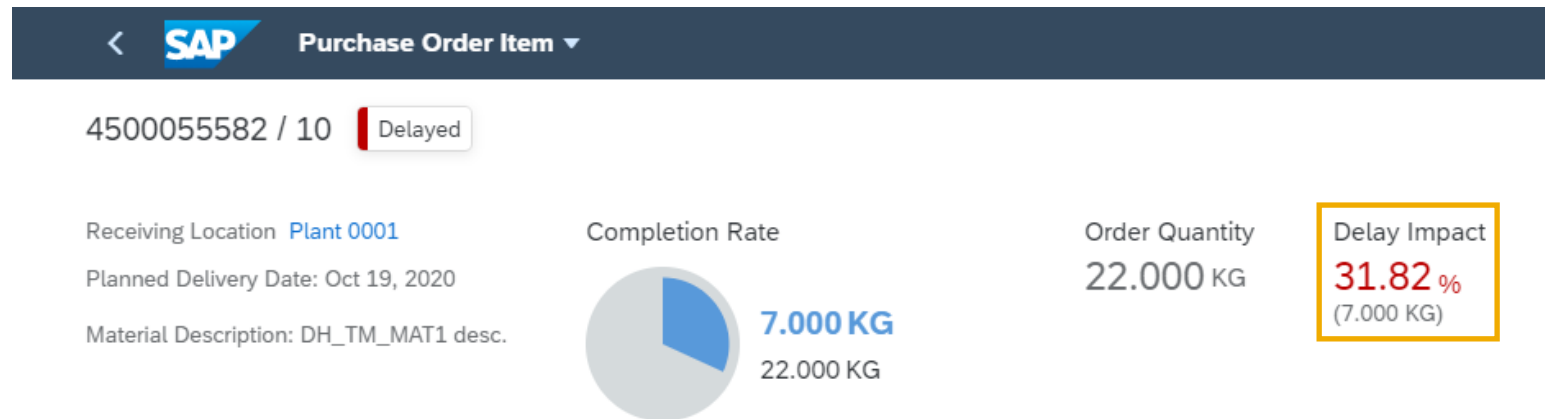 SAP Purchase Order Item
4500055582 / 10 Delayed
Receiving Location Plant 0001
Planned Delivery Date: Oct 19, 2020
Material Description: DH_TM_MAT1 desc.
Completion Rate
7.000 KG
22.000 KG
Order Quantity
22.000 KG
Delay Impact
31.82 %
(7.000 KG)